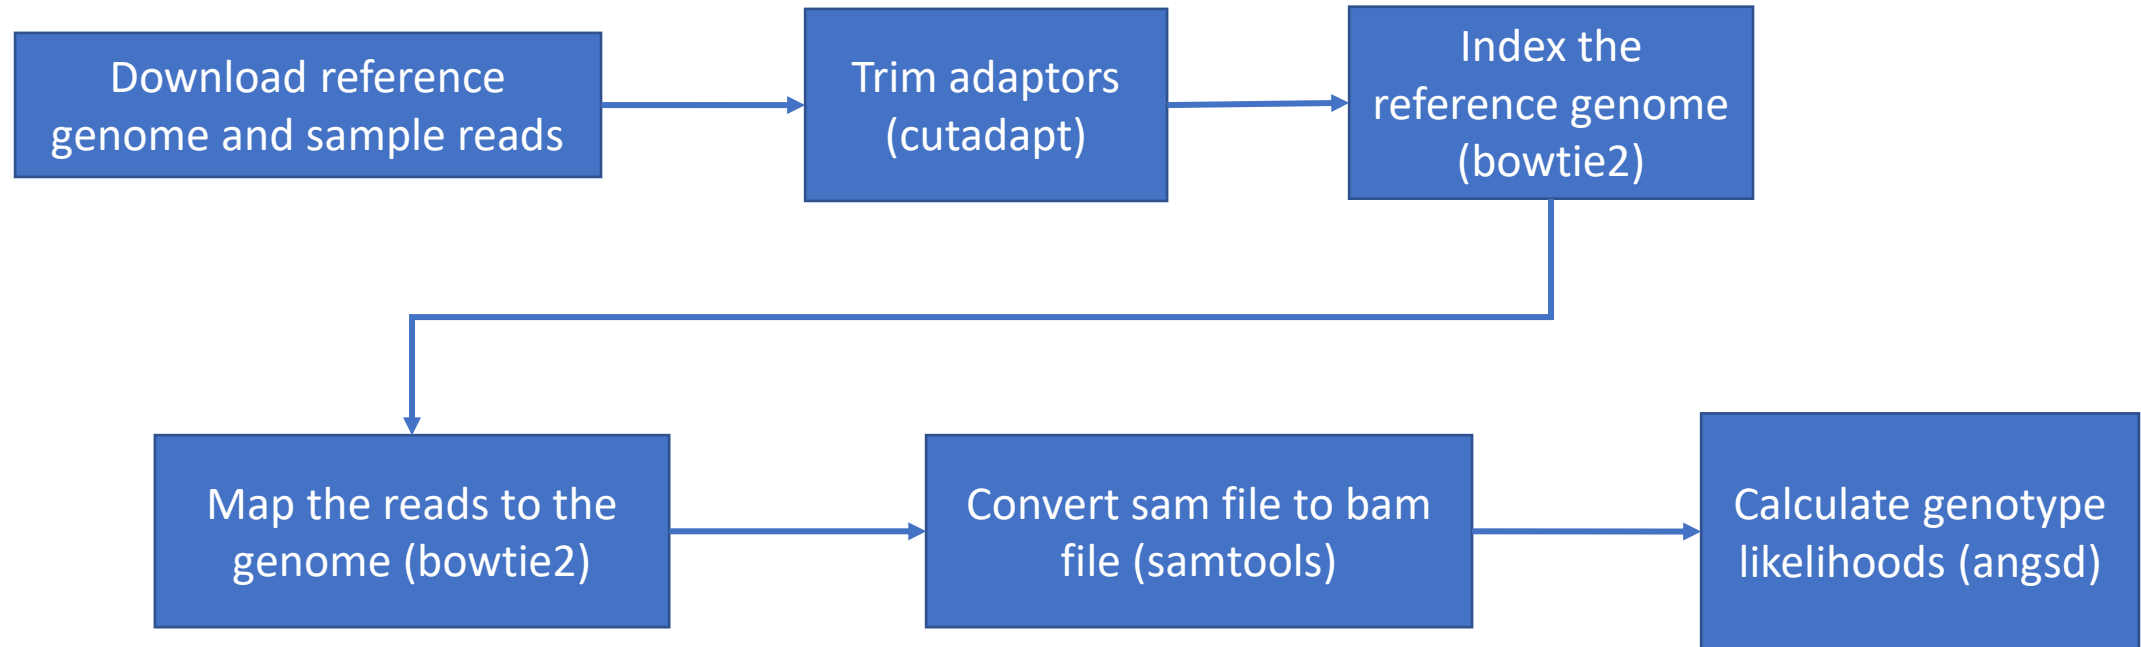 Download reference
genome and sample reads
Trim adaptors
(cutadapt)
Index the
reference genome
(bowtie2)
Map the reads to the
genome (bowtie2)
Convert sam file to bam
file (samtools)
Calculate genotype
likelihoods (angsd)